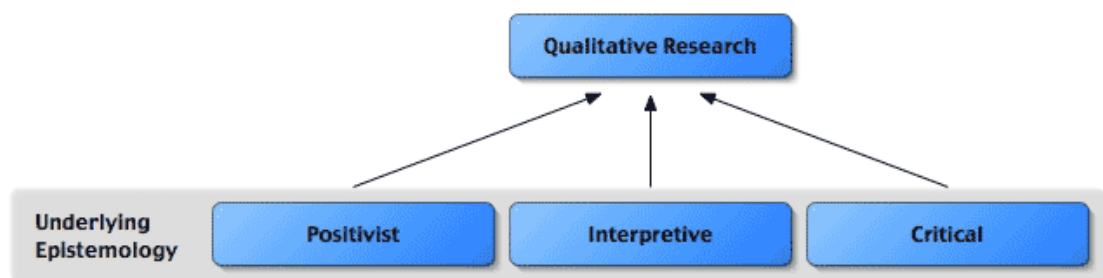 Qualitative Research
Underlying
Epistemology
Positivist
Interpretive
Critical